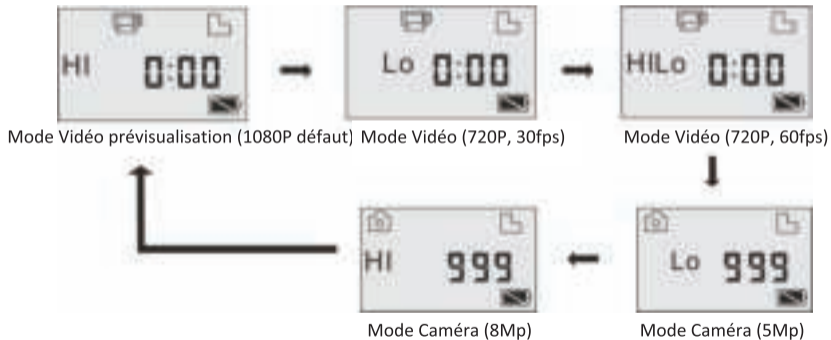 HI 0:00
Lo 0:00
HILo 0:00
Mode Vidéo prévisualisation (1080P défaut)
Mode Vidéo (720P, 30fps)
Mode Vidéo (720P, 60fps)
HI 999
Lo 999
Mode Caméra (8Mp)
Mode Caméra (5Mp)